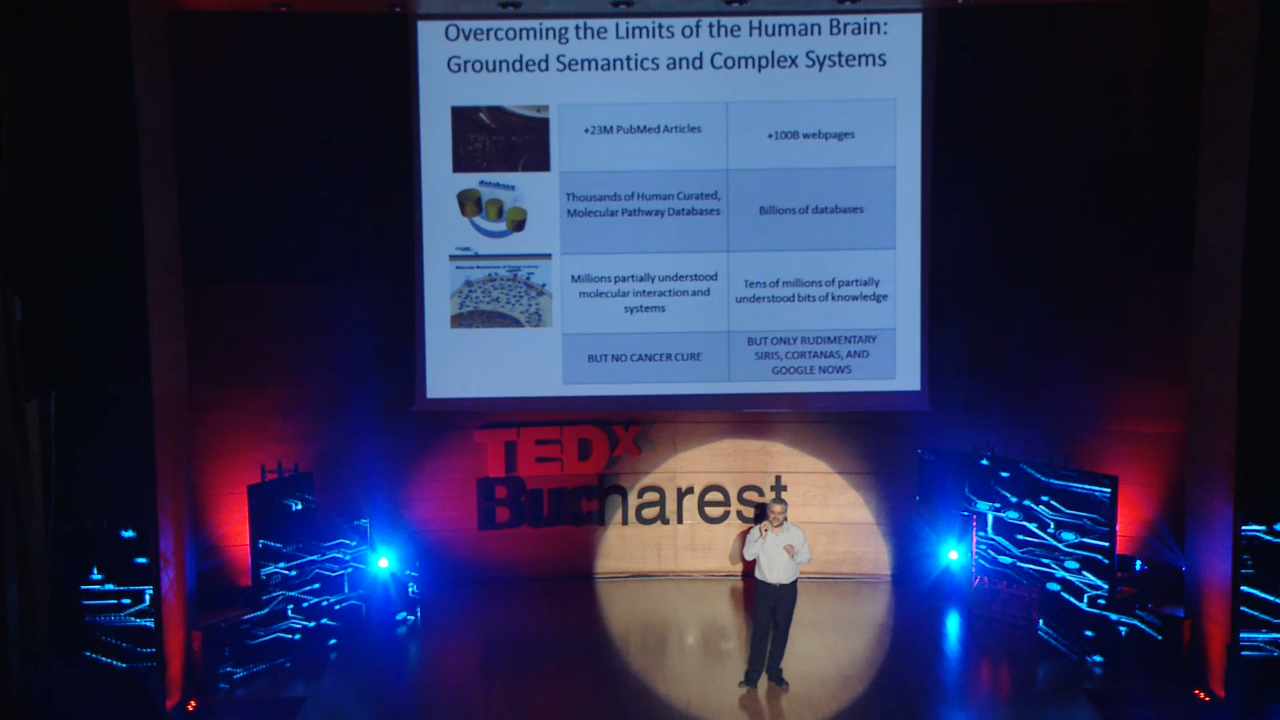 Overcoming the Limits of the Human Brain:
Grounded Semantics and Complex Systems
+23M PubMed Articles
+100B webpages
database
Thousands of Human Curated,
Molecular Pathway Databases
Billions of databases
Millions partially understood
molecular interaction and
systems
Tens of millions of partially
understood bits of knowledge
BUT NO CANCER CURE
BUT ONLY RUDIMENTARY
SIRIS, CORTANAS, AND
GOOGLE NOWS
TEDx
Bucharest